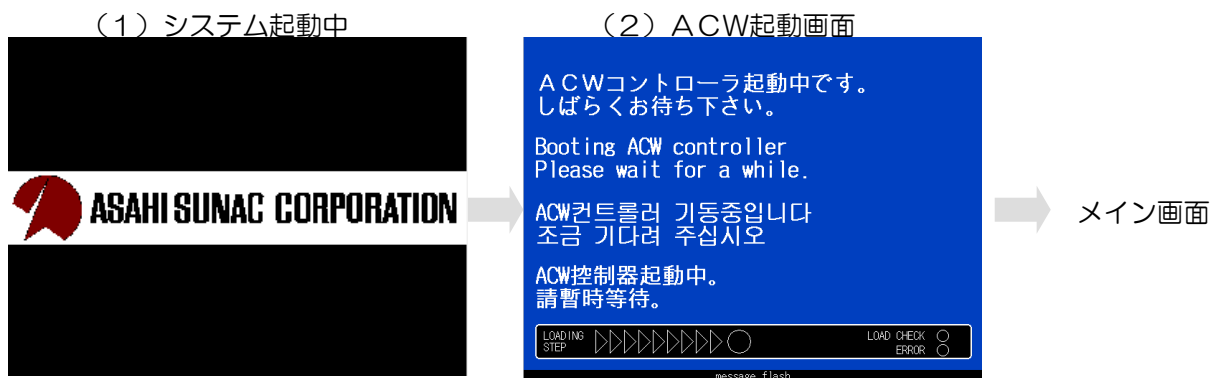 （1）システム起動中
ASAHI SUNAC CORPORATION
（2）ＡＣＷ起動画面
ＡＣＷコントローラ起動中です。
しばらくお待ち下さい。
Booting ACW controller
Please wait for a while.
ACW컨트롤러 기동중입니다
조금 기다려 주십시오
ACW控制器起動中。
請暫時等待。
LOADING STEP
LOAD CHECK
ERROR
message flash
メイン画面